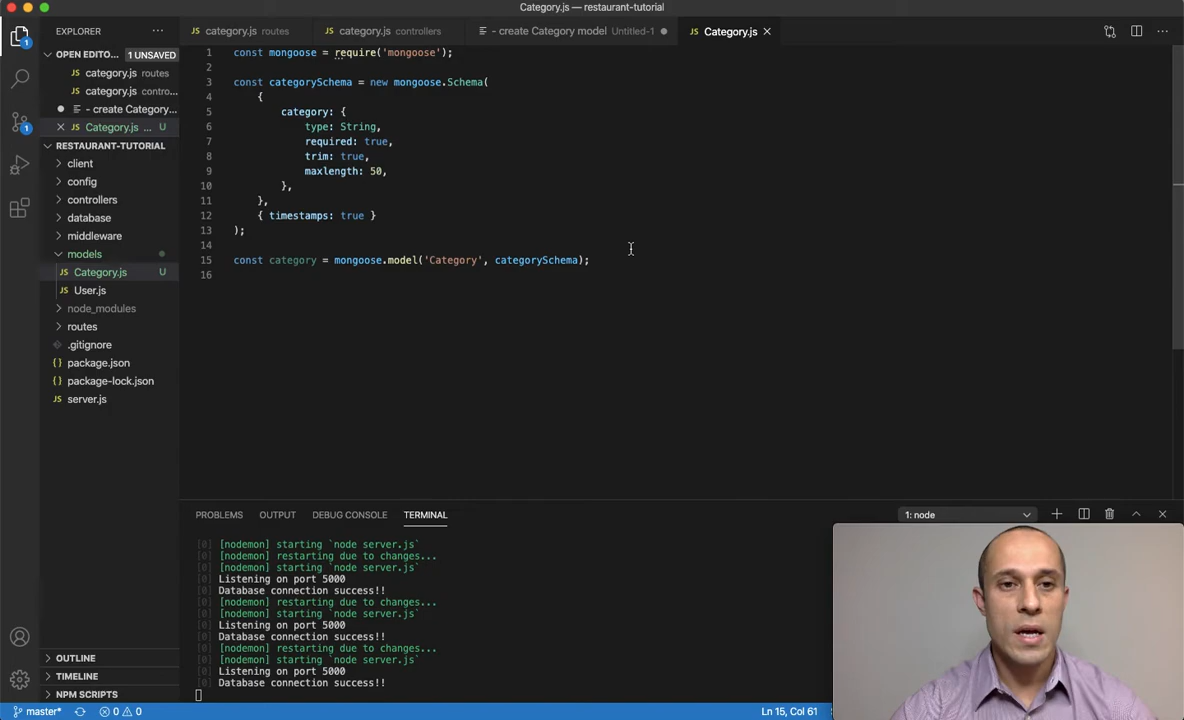 Category.js — restaurant-tutorial
EXPLORER
category.js routes
category.js controllers
- create Category model Untitled-1
Category.js
OPEN EDITO... 1 UNSAVED
category.js routes
category.js contro...
- create Category...
Category.js ... U
RESTAURANT-TUTORIAL
client
config
controllers
database
middleware
models
Category.js U
User.js
node_modules
routes
.gitignore
package.json
package-lock.json
server.js
OUTLINE
TIMELINE
NPM SCRIPTS
1 const mongoose = require('mongoose');
2
3 const categorySchema = new mongoose.Schema(
4 {
5 category: {
6 type: String,
7 required: true,
8 trim: true,
9 maxlength: 50,
10 },
11 },
12 { timestamps: true }
13 );
14
15 const category = mongoose.model('Category', categorySchema);
16
PROBLEMS OUTPUT DEBUG CONSOLE TERMINAL 1: node
[0] [nodemon] starting `node server.js`
[0] [nodemon] restarting due to changes...
[0] [nodemon] starting `node server.js`
[0] Listening on port 5000
[0] Database connection success!!
[0] [nodemon] restarting due to changes...
[0] [nodemon] starting `node server.js`
[0] Listening on port 5000
[0] Database connection success!!
[0] [nodemon] restarting due to changes...
[0] [nodemon] starting `node server.js`
[0] Listening on port 5000
[0] Database connection success!!
master* 0 0 Ln 15, Col 61